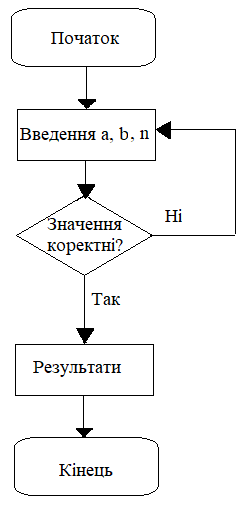 Початок
Введення a, b, n
Значення
коректні?
Ні
Так
Результати
Кінець